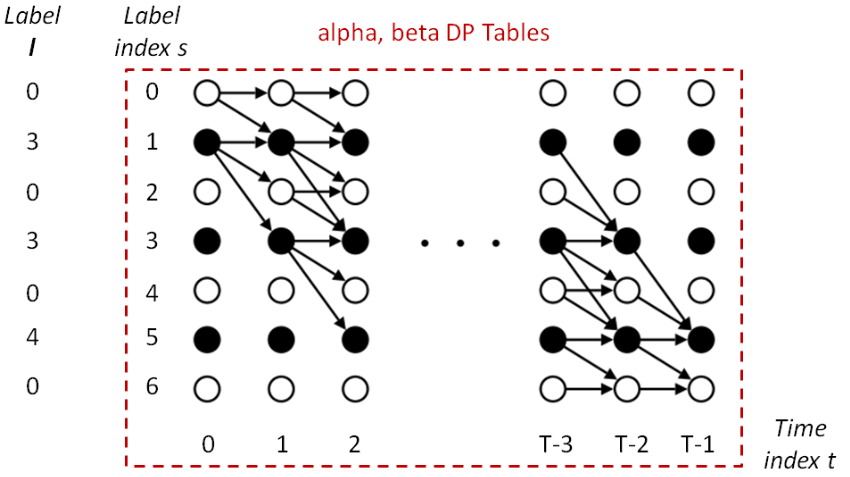 Label Label
l index s
alpha, beta DP Tables
0 0
3 1
0 2
3 3
0 4
4 5
0 6
0 1 2 . . . T-3 T-2 T-1
Time
index t